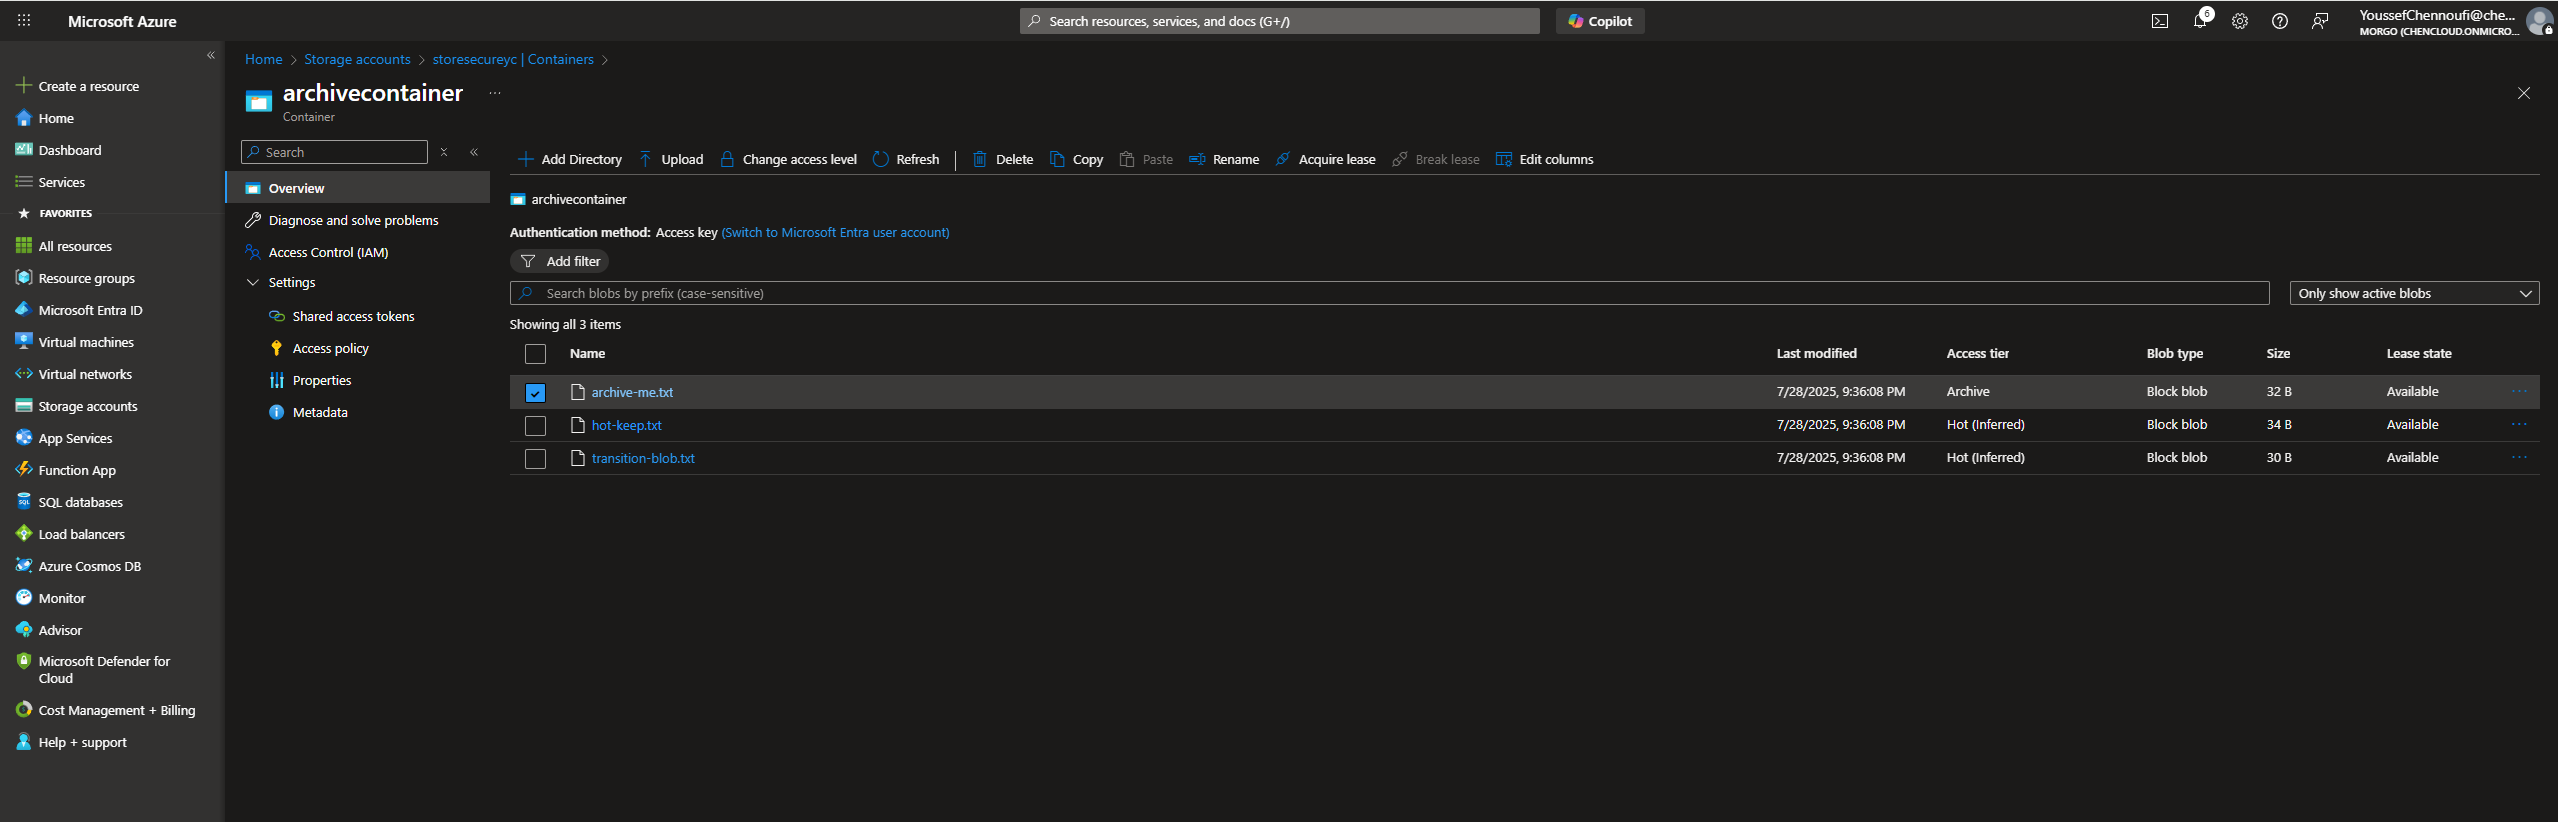 Microsoft Azure
Search resources, services, and docs (G+/)
Copilot
6
YoussefChennoufi@che...
MORGO (CHENCLOUD.ONMICRO...
Create a resource
Home
Dashboard
Services
FAVORITES
All resources
Resource groups
Microsoft Entra ID
Virtual machines
Virtual networks
Storage accounts
App Services
Function App
SQL databases
Load balancers
Azure Cosmos DB
Monitor
Advisor
Microsoft Defender for
Cloud
Cost Management + Billing
Help + support
Home > Storage accounts > storesecureyc | Containers >
archivecontainer ...
Container
Search
Overview
Diagnose and solve problems
Access Control (IAM)
Settings
Shared access tokens
Access policy
Properties
Metadata
Add Directory Upload Change access level Refresh Delete Copy Paste Rename Acquire lease Break lease Edit columns
archivecontainer
Authentication method: Access key (Switch to Microsoft Entra user account)
Add filter
Search blobs by prefix (case-sensitive)
Only show active blobs
Showing all 3 items
Name Last modified Access tier Blob type Size Lease state
archive-me.txt 7/28/2025, 9:36:08 PM Archive Block blob 32 B Available ...
hot-keep.txt 7/28/2025, 9:36:08 PM Hot (Inferred) Block blob 34 B Available ...
transition-blob.txt 7/28/2025, 9:36:08 PM Hot (Inferred) Block blob 30 B Available ...